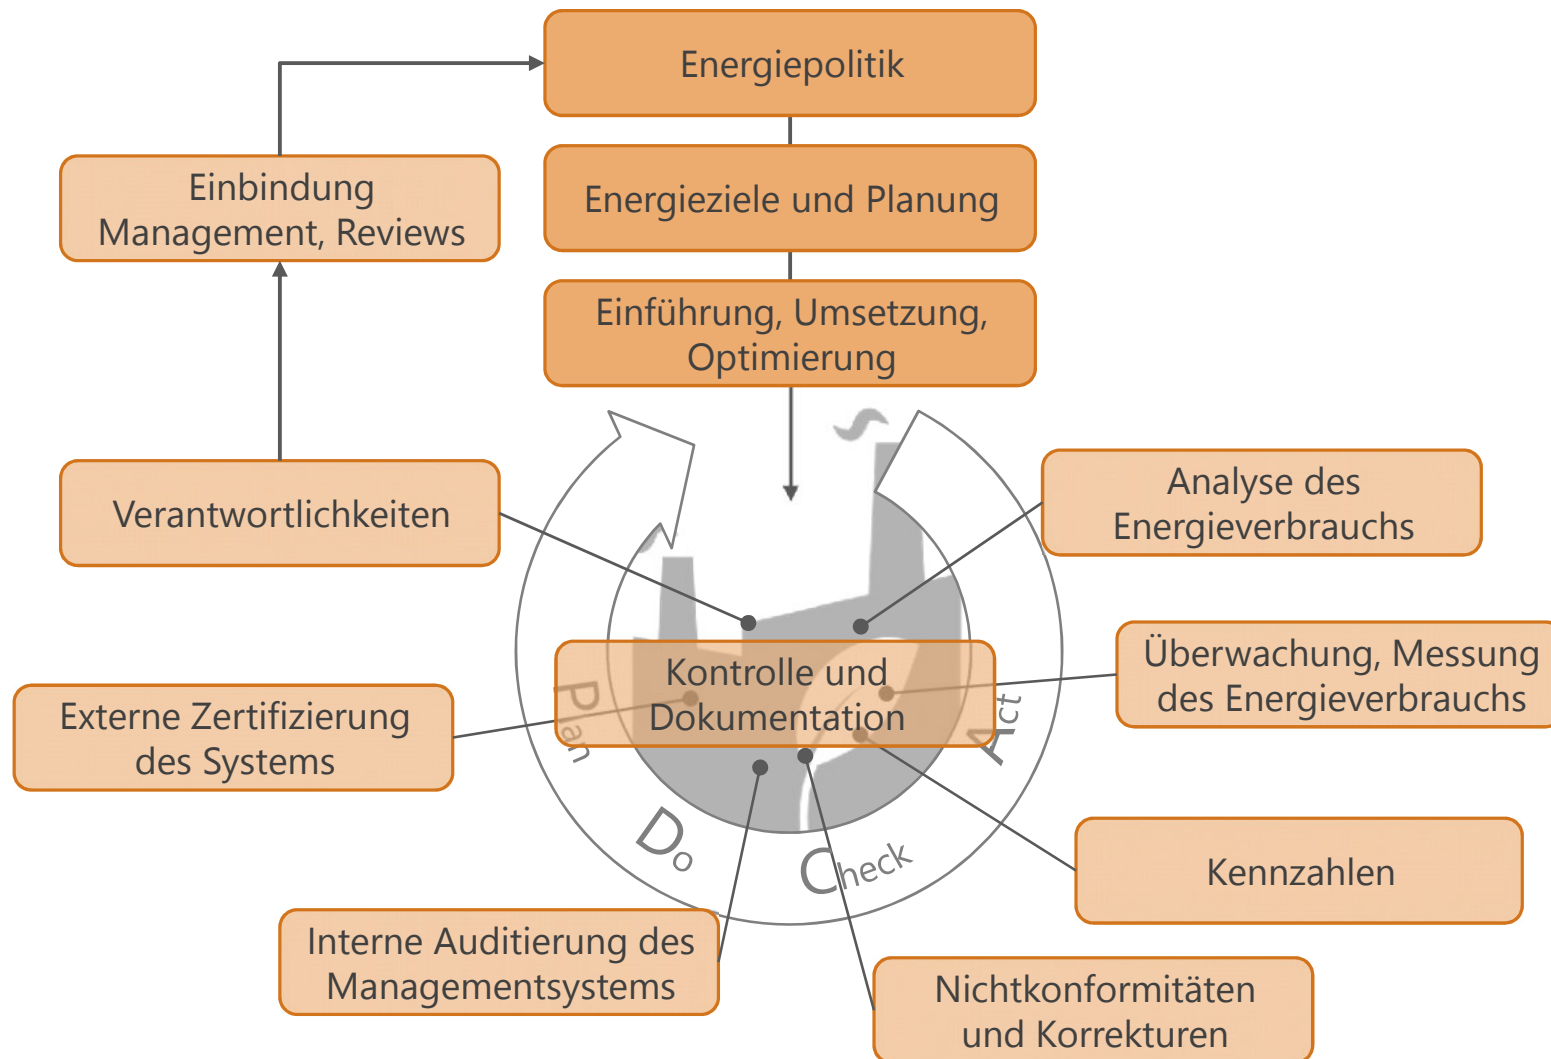 Energiepolitik
Einbindung
Management, Reviews
Energieziele und Planung
Einführung, Umsetzung,
Optimierung
Verantwortlichkeiten
Analyse des
Energieverbrauchs
Kontrolle und
Dokumentation
Überwachung, Messung
des Energieverbrauchs
Externe Zertifizierung
des Systems
Plan
Do
Check
Act
Kennzahlen
Interne Auditierung des
Managementsystems
Nichtkonformitäten
und Korrekturen